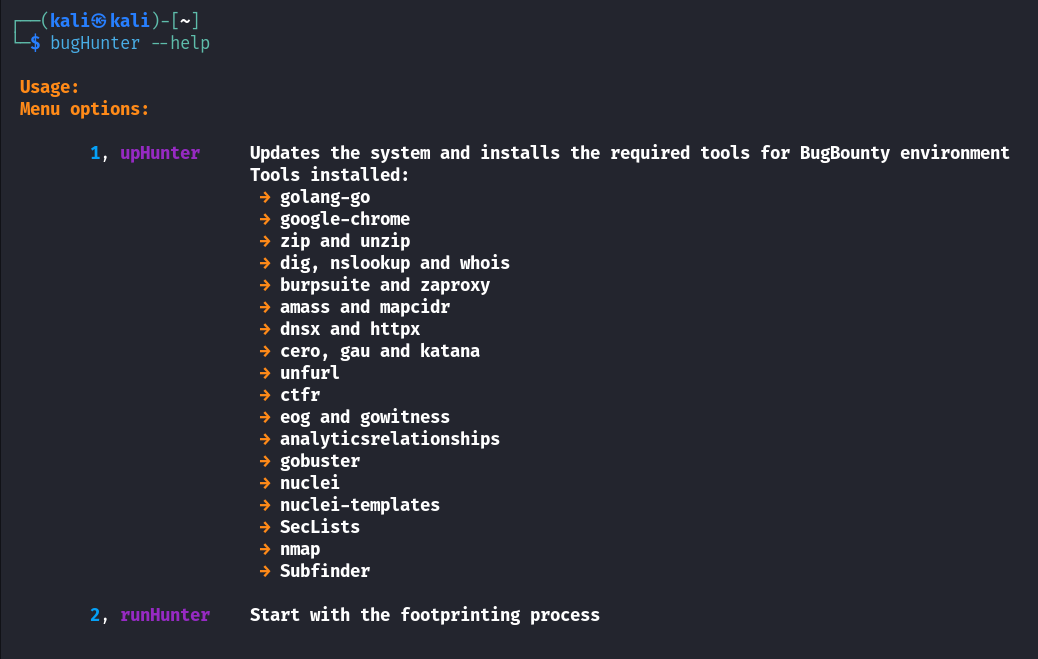 ┌──(kali㉿kali)-[~]
└─$ bugHunter --help
Usage:
Menu options:
1, upHunter    Updates the system and installs the required tools for BugBounty environment
Tools installed:
→ golang-go
→ google-chrome
→ zip and unzip
→ dig, nslookup and whois
→ burpsuite and zaproxy
→ amass and mapcidr
→ dnsx and httpx
→ cero, gau and katana
→ unfurl
→ ctfr
→ eog and gowitness
→ analyticsrelationships
→ gobuster
→ nuclei
→ nuclei-templates
→ SecLists
→ nmap
→ Subfinder
2, runHunter    Start with the footprinting process